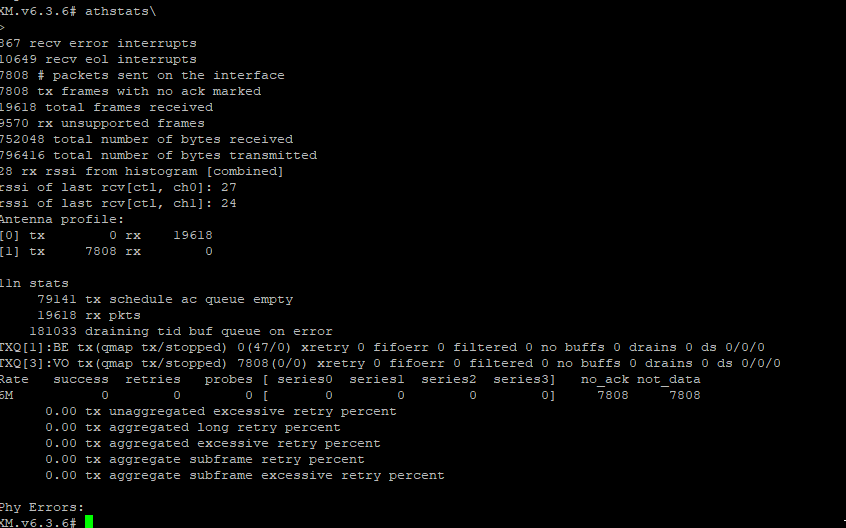 XM.v6.3.6# athstats\
>
367 recv error interrupts
10649 recv eol interrupts
7808 # packets sent on the interface
7808 tx frames with no ack marked
19618 total frames received
9570 rx unsupported frames
752048 total number of bytes received
796416 total number of bytes transmitted
28 rx rssi from histogram [combined]
rssi of last rcv[ctl, ch0]: 27
rssi of last rcv[ctl, ch1]: 24
Antenna profile:
[0] tx        0 rx    19618
[1] tx     7808 rx        0
11n stats
79141 tx schedule ac queue empty
19618 rx pkts
181033 draining tid buf queue on error
TXQ[1]:BE tx(qmap tx/stopped) 0(47/0) xretry 0 fifoerr 0 filtered 0 no buffs 0 drains 0 ds 0/0/0
TXQ[3]:VO tx(qmap tx/stopped) 7808(0/0) xretry 0 fifoerr 0 filtered 0 no buffs 0 drains 0 ds 0/0/0
Rate   success   retries   probes [ series0   series1  series2  series3]   no_ack not_data
6M           0         0        0 [       0        0        0        0]     7808     7808
0.00 tx unaggregated excessive retry percent
0.00 tx aggregated long retry percent
0.00 tx aggregated excessive retry percent
0.00 tx aggregate subframe retry percent
0.00 tx aggregate subframe excessive retry percent
Phy Errors:
XM.v6.3.6#